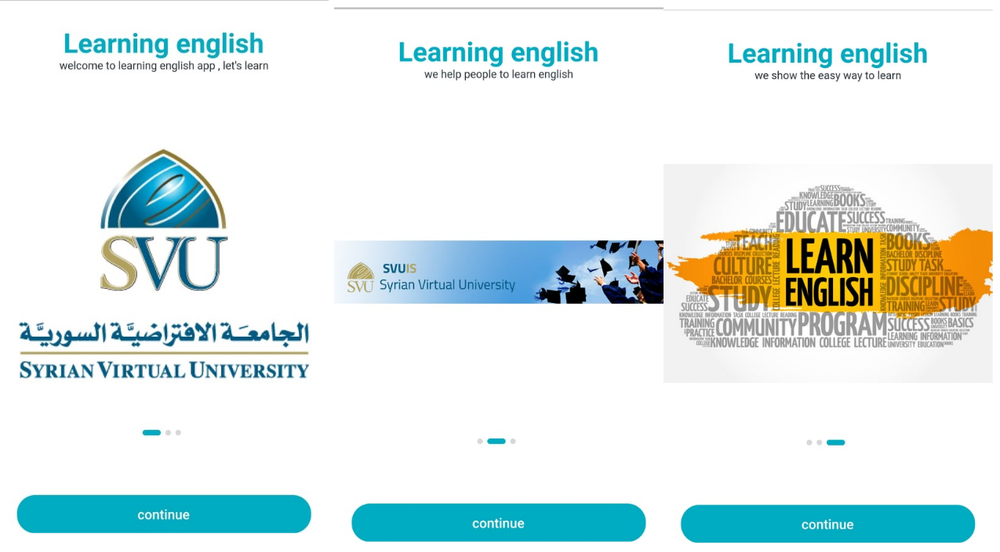 Learning english
welcome to learning english app , let's learn
SVU
الجامعـة الافتراضيَّـة السوريَّـة
SYRIAN VIRTUAL UNIVERSITY
continue
Learning english
we help people to learn english
SVU
SVUIS
Syrian Virtual University
continue
Learning english
we show the easy way to learn
SUCCESS
KNOWLEDGE BOOKS
STUDY LEARNING
EDUCATE SUCCESS TRAINING
COMMUNITY
TEACH
BOOKS
BACHELOR DISCIPLINE
CULTURE
STUDY TASK
BACHELOR COURSES
LEARN
ENGLISH
DISCIPLINE
EDUCATE
SUCCESS
STUDY
TRAINING
STUDY
TRAINING
PRACTICE
COMMUNITY PROGRAM
SUCCESS BOOKS BASICS
LEARNING INFORMATION
COLLEGE KNOWLEDGE INFORMATION COLLEGE LECTURE UNIVERSITY EDUCATION
continue